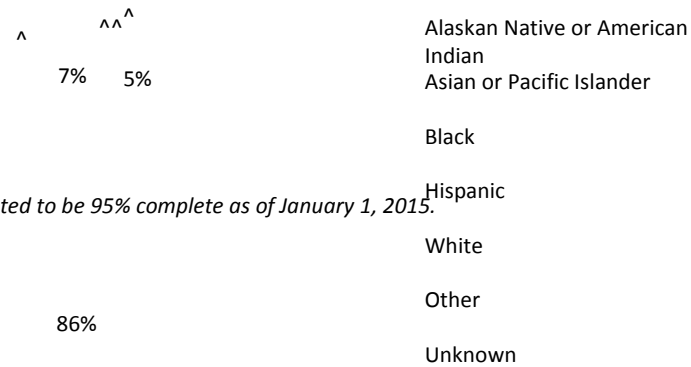 ^ ^^ ^
7% 5%
Alaskan Native or American
Indian
Asian or Pacific Islander
Black
Hispanic
ted to be 95% complete as of January 1, 2015.
White
Other
86%
Unknown